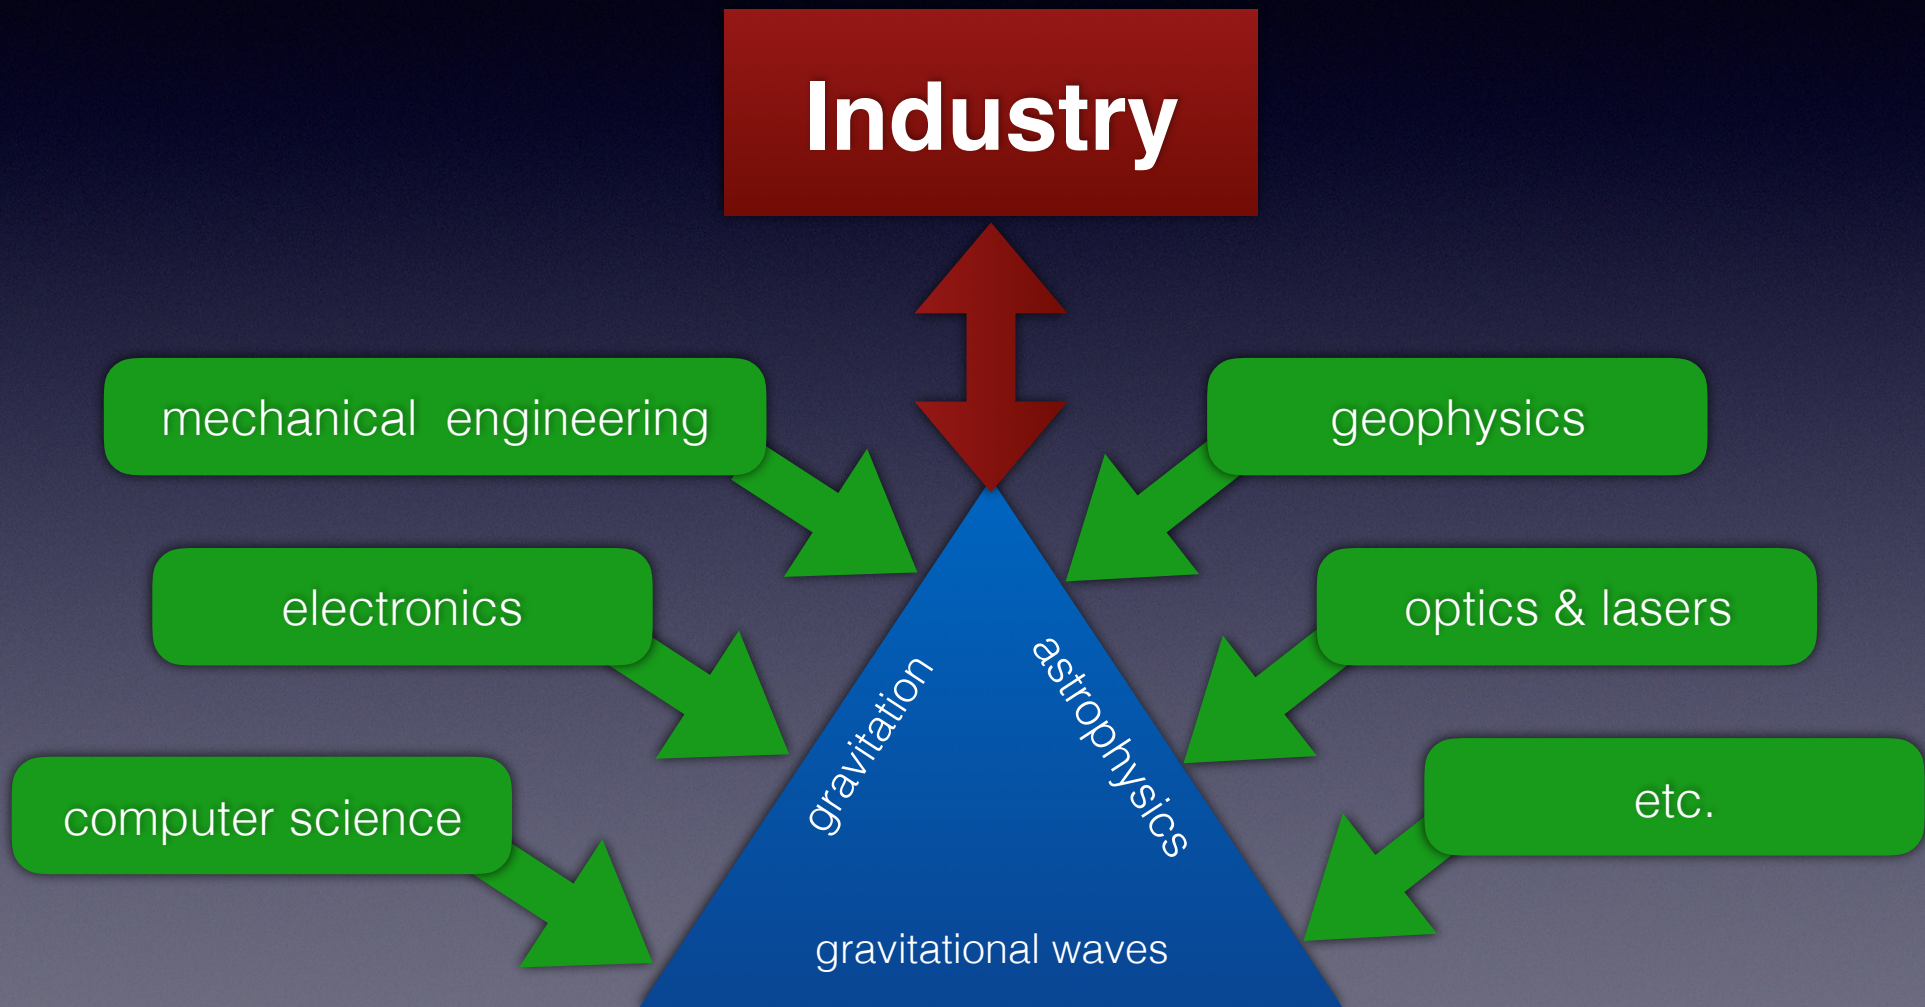 Industry
mechanical engineering
geophysics
electronics
optics & lasers
gravitation
astrophysics
computer science
etc.
gravitational waves